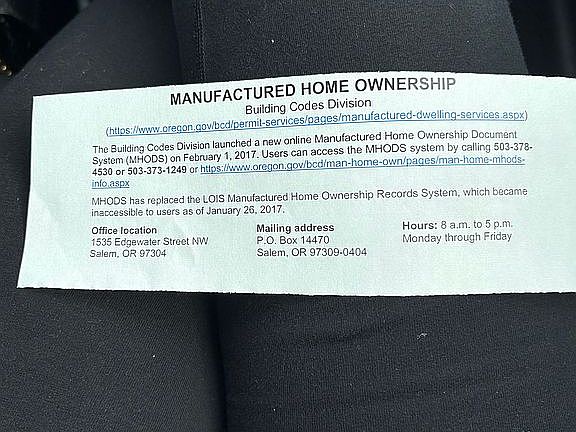 MANUFACTURED HOME OWNERSHIP
Building Codes Division
(https://www.oregon.gov/bcd/permit-services/pages/manufactured-dwelling-services.aspx)
The Building Codes Division launched a new online Manufactured Home Ownership Document
System (MHODS) on February 1, 2017. Users can access the MHODS system by calling 503-378-
4530 or 503-373-1249 or https://www.oregon.gov/bcd/man-home-own/pages/man-home-mhods-
info.aspx
MHODS has replaced the LOIS Manufactured Home Ownership Records System, which became
inaccessible to users as of January 26, 2017.
Office location
1535 Edgewater Street NW
Salem, OR 97304
Mailing address
P.O. Box 14470
Salem, OR 97309-0404
Hours: 8 a.m. to 5 p.m.
Monday through Friday